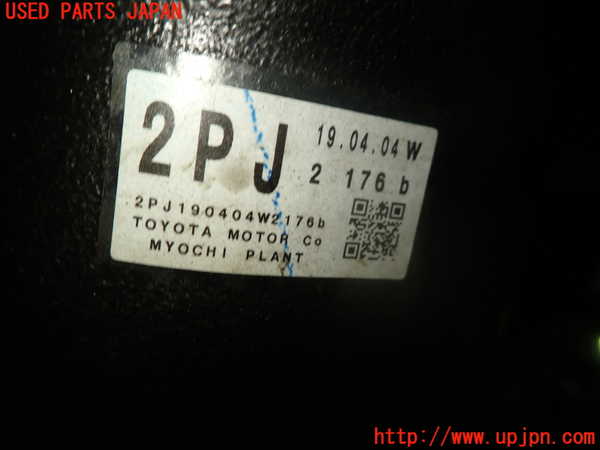 USED PARTS JAPAN
2PJ 19.04.04 W
2 176 b
2PJ190404W2176b
TOYOTA MOTOR Co
MYOCHI PLANT
http://www.upjpn.com/